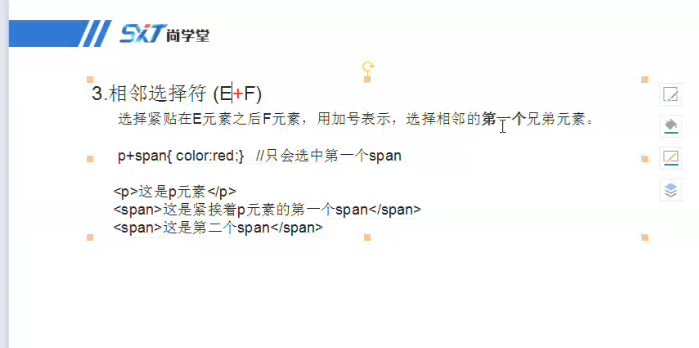 SXT 尚学堂
3.相邻选择符 (E+F)
选择紧贴在E元素之后F元素，用加号表示，选择相邻的第一个兄弟元素。
p+span{ color:red;} //只会选中第一个span
<p>这是p元素</p>
<span>这是紧挨着p元素的第一个span</span>
<span>这是第二个span</span>